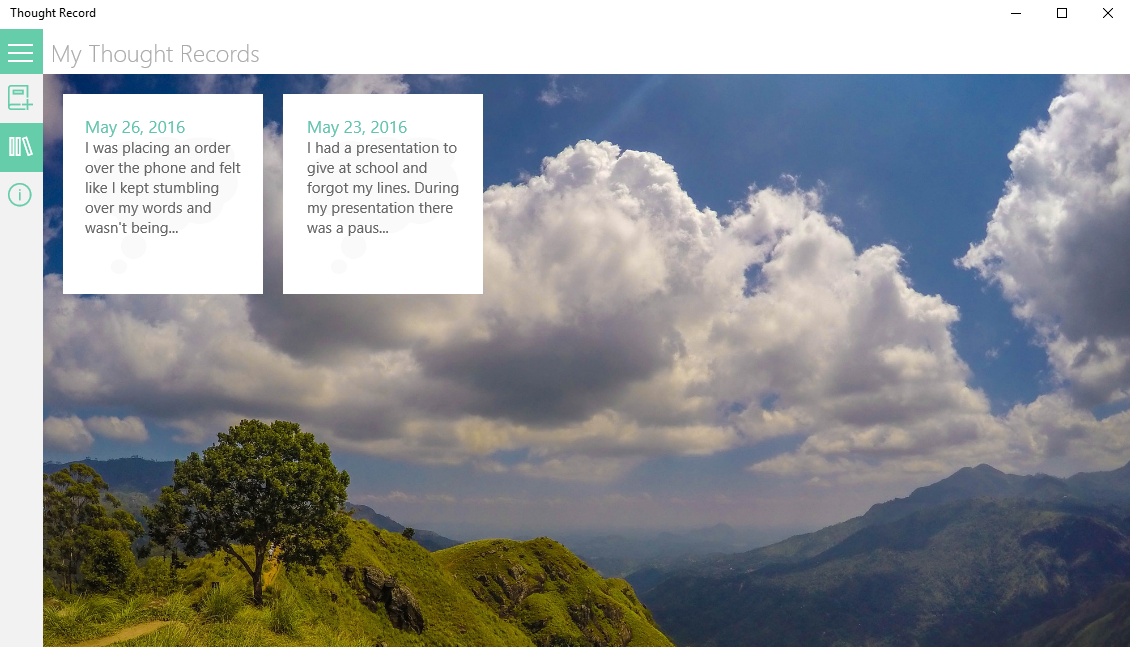 Thought Record
My Thought Records
May 26, 2016
I was placing an order
over the phone and felt
like I kept stumbling
over my words and
wasn't being...
May 23, 2016
I had a presentation to
give at school and
forgot my lines. During
my presentation there
was a paus...